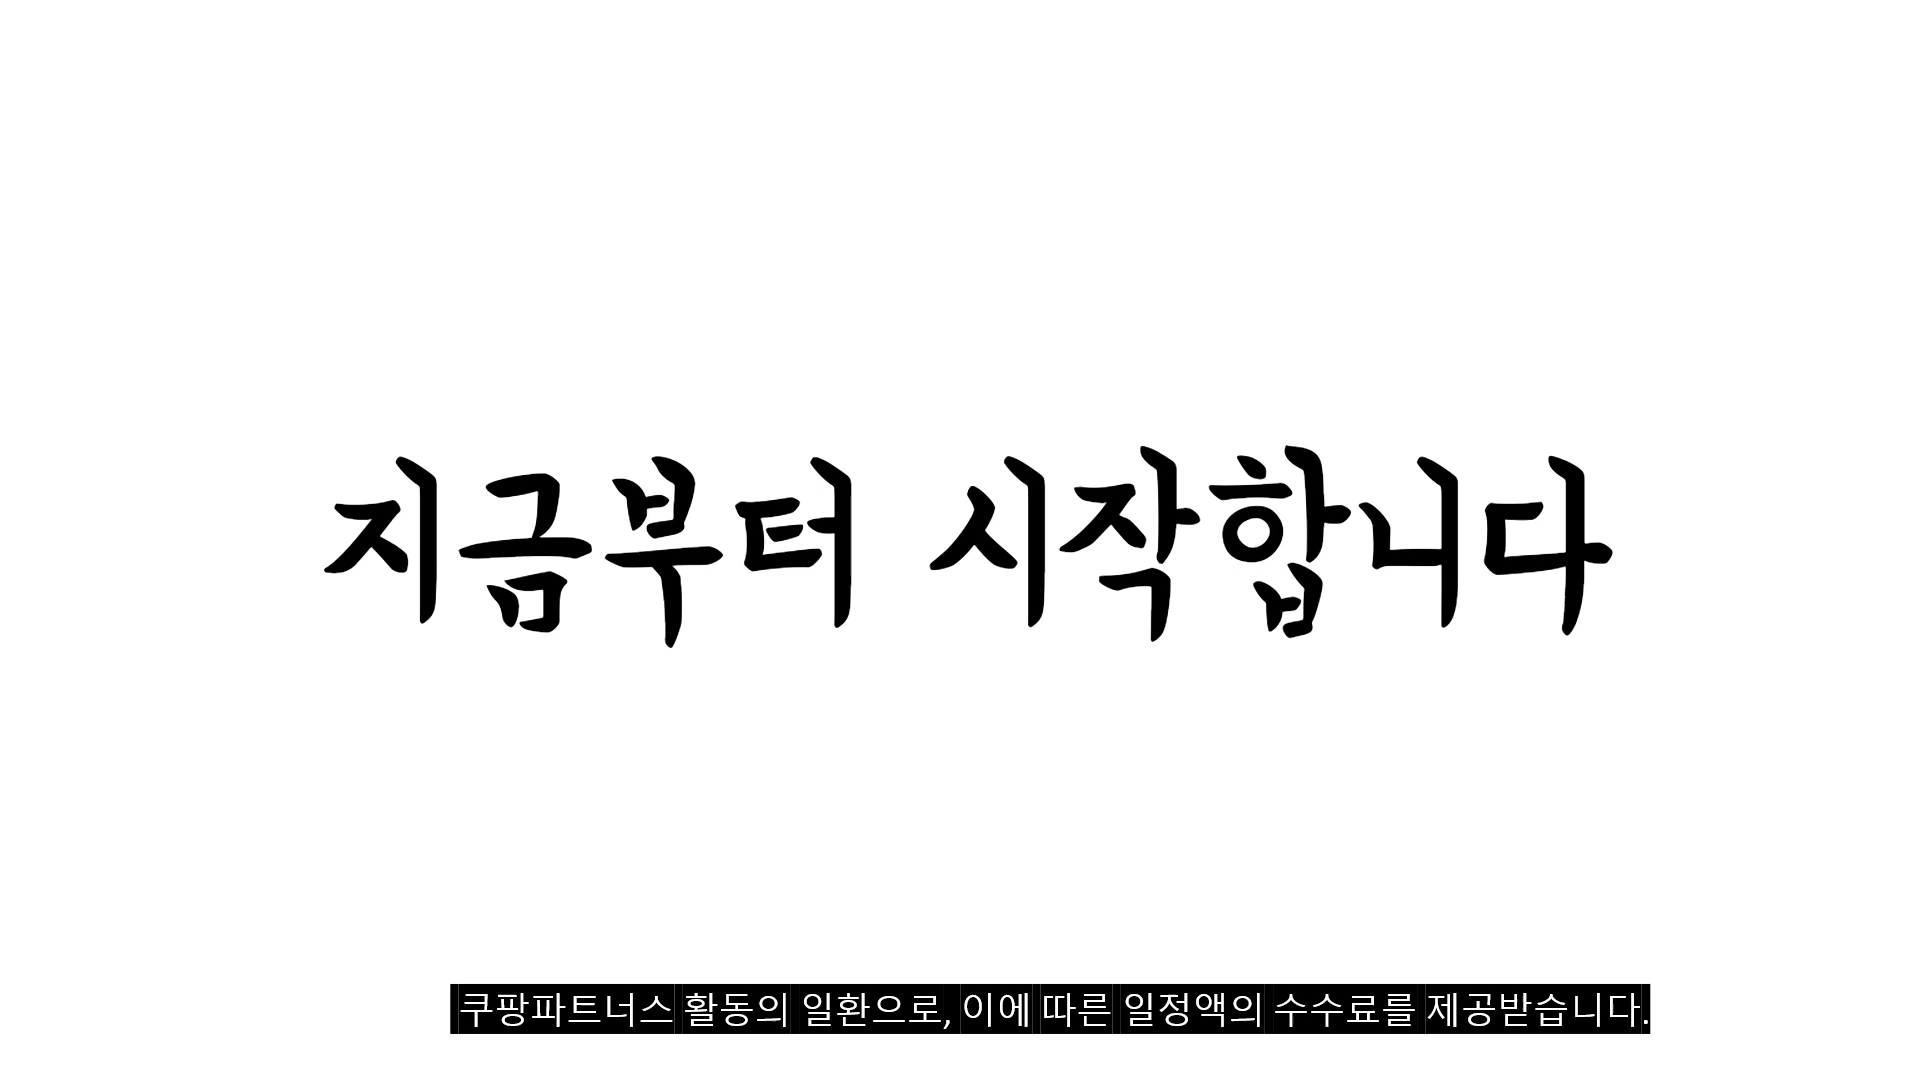 지금부터 시작합니다
쿠팡파트너스 활동의 일환으로, 이에 따른 일정액의 수수료를 제공받습니다.